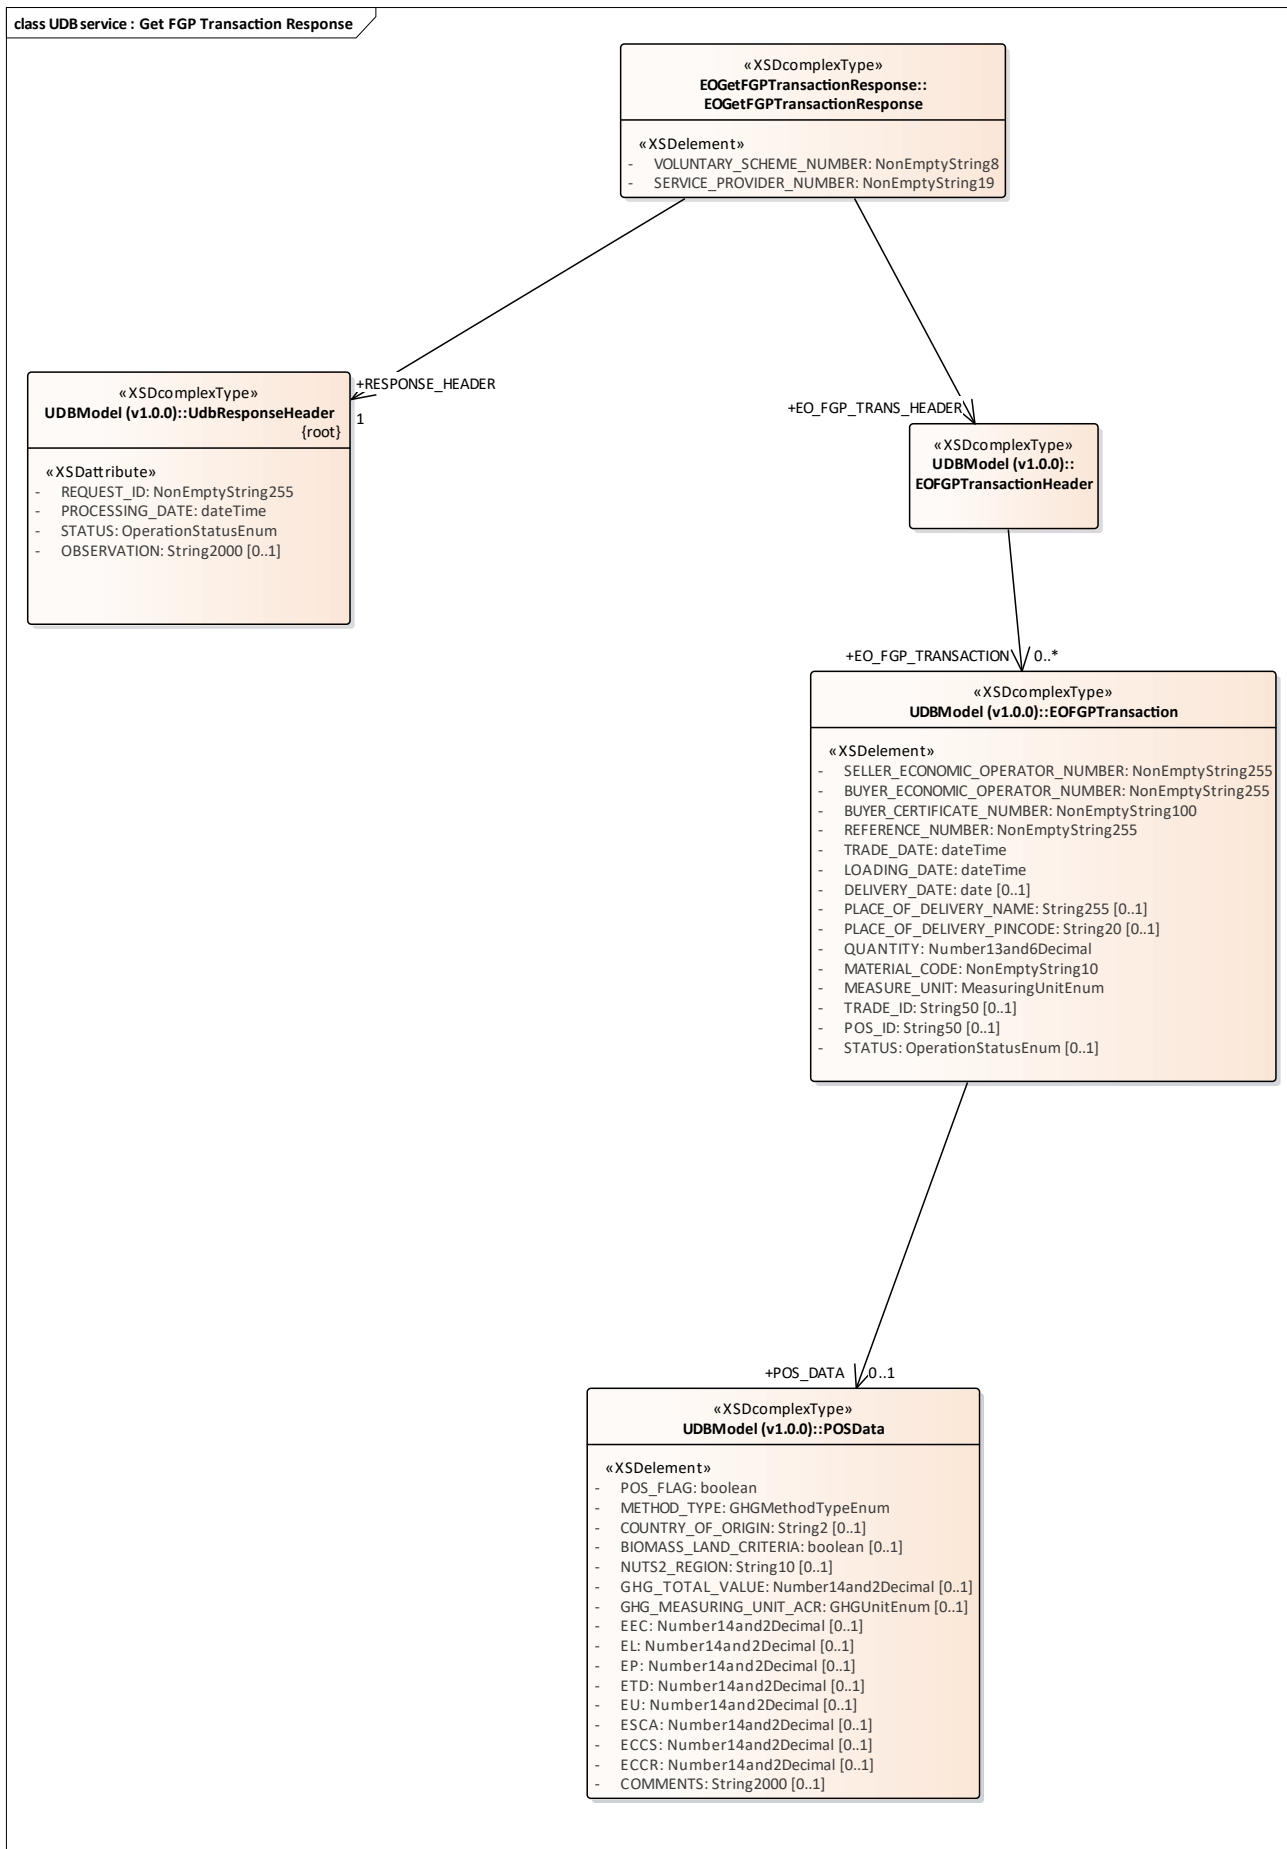 class UDB service : Get FGP Transaction Response
«XSDcomplexType»
EOGetFGPTransactionResponse::
EOGetFGPTransactionResponse
«XSDelement»
- VOLUNTARY_SCHEME_NUMBER: NonEmptyString8
- SERVICE_PROVIDER_NUMBER: NonEmptyString19
+RESPONSE_HEADER
1
«XSDcomplexType»
UDBModel (v1.0.0)::UdbResponseHeader
{root}
«XSDattribute»
- REQUEST_ID: NonEmptyString255
- PROCESSING_DATE: dateTime
- STATUS: OperationStatusEnum
- OBSERVATION: String2000 [0..1]
+EO_FGP_TRANS_HEADER
«XSDcomplexType»
UDBModel (v1.0.0)::
EOFGPTransactionHeader
+EO_FGP_TRANSACTION 0..*
«XSDcomplexType»
UDBModel (v1.0.0)::EOFGPTransaction
«XSDelement»
- SELLER_ECONOMIC_OPERATOR_NUMBER: NonEmptyString255
- BUYER_ECONOMIC_OPERATOR_NUMBER: NonEmptyString255
- BUYER_CERTIFICATE_NUMBER: NonEmptyString100
- REFERENCE_NUMBER: NonEmptyString255
- TRADE_DATE: dateTime
- LOADING_DATE: dateTime
- DELIVERY_DATE: date [0..1]
- PLACE_OF_DELIVERY_NAME: String255 [0..1]
- PLACE_OF_DELIVERY_PINCODE: String20 [0..1]
- QUANTITY: Number13and6Decimal
- MATERIAL_CODE: NonEmptyString10
- MEASURE_UNIT: MeasuringUnitEnum
- TRADE_ID: String50 [0..1]
- POS_ID: String50 [0..1]
- STATUS: OperationStatusEnum [0..1]
+POS_DATA 0..1
«XSDcomplexType»
UDBModel (v1.0.0)::POSData
«XSDelement»
- POS_FLAG: boolean
- METHOD_TYPE: GHGMethodTypeEnum
- COUNTRY_OF_ORIGIN: String2 [0..1]
- BIOMASS_LAND_CRITERIA: boolean [0..1]
- NUTS2_REGION: String10 [0..1]
- GHG_TOTAL_VALUE: Number14and2Decimal [0..1]
- GHG_MEASURING_UNIT_ACR: GHGUnitEnum [0..1]
- EEC: Number14and2Decimal [0..1]
- EL: Number14and2Decimal [0..1]
- EP: Number14and2Decimal [0..1]
- ETD: Number14and2Decimal [0..1]
- EU: Number14and2Decimal [0..1]
- ESCA: Number14and2Decimal [0..1]
- ECCS: Number14and2Decimal [0..1]
- ECCR: Number14and2Decimal [0..1]
- COMMENTS: String2000 [0..1]